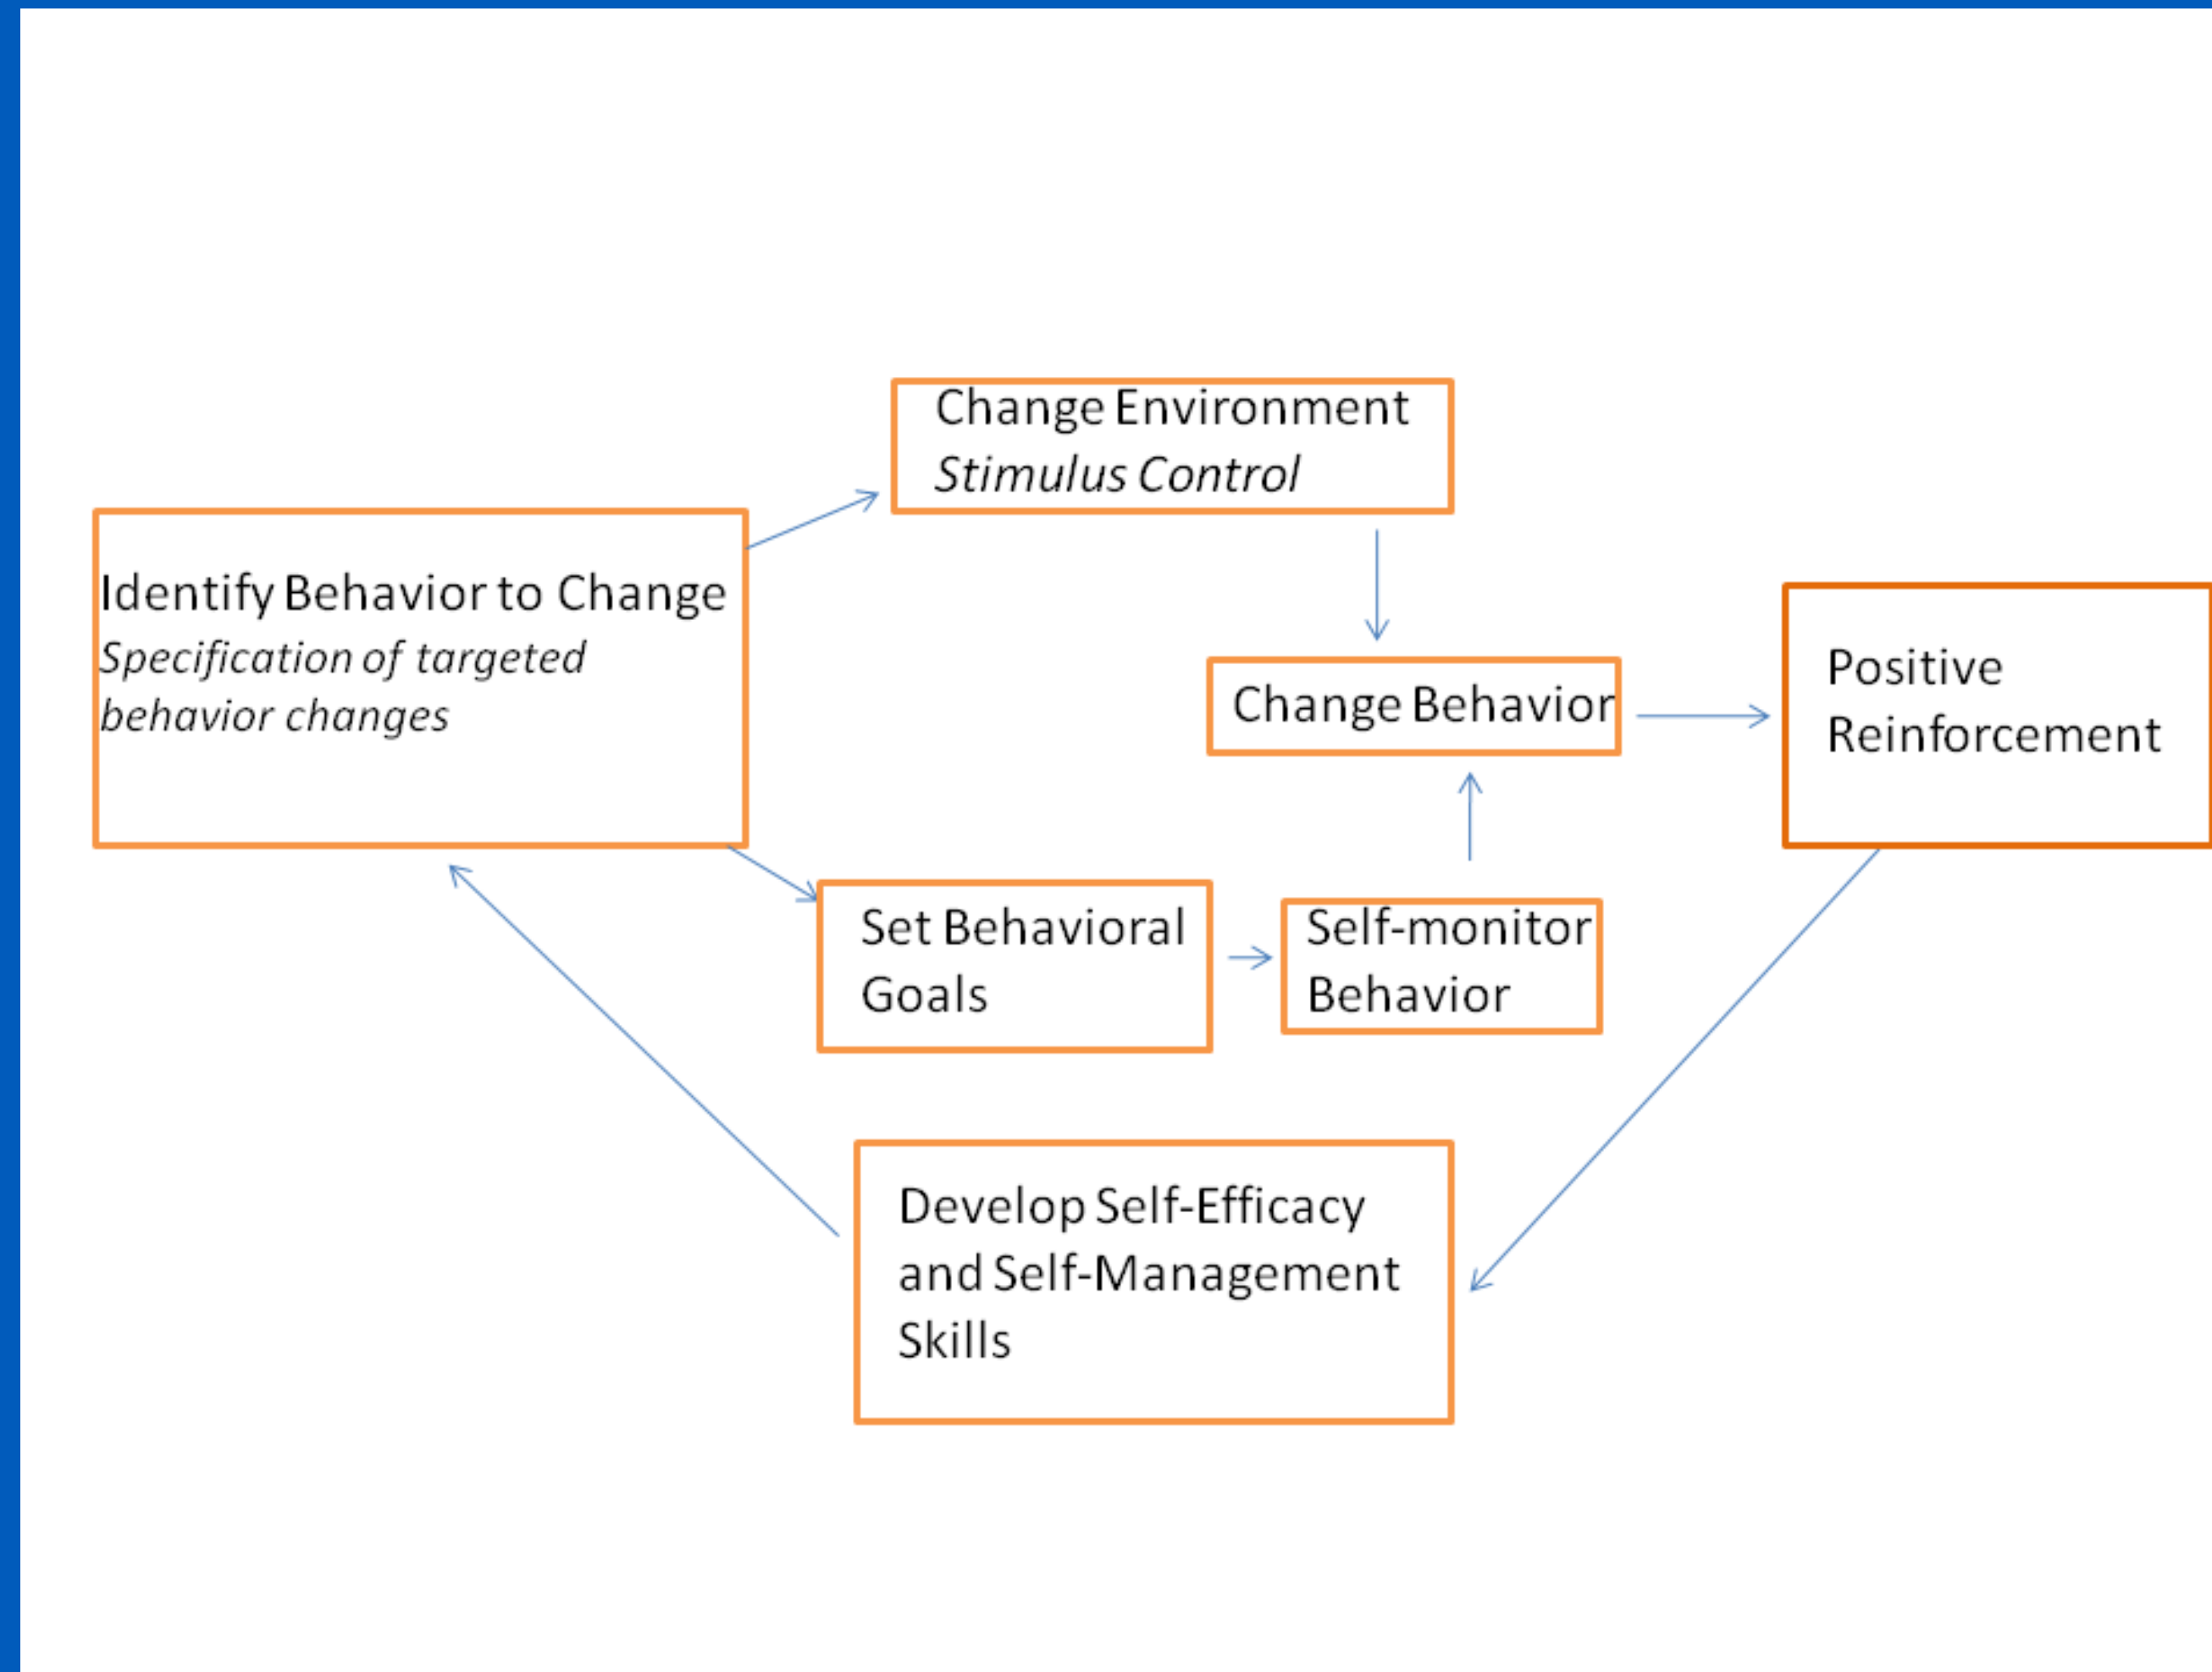 Change Environment
Stimulus Control
Identify Behavior to Change
Specification of targeted
behavior changes
Change Behavior
Positive
Reinforcement
Set Behavioral
Goals
Self-monitor
Behavior
Develop Self-Efficacy
and Self-Management
Skills